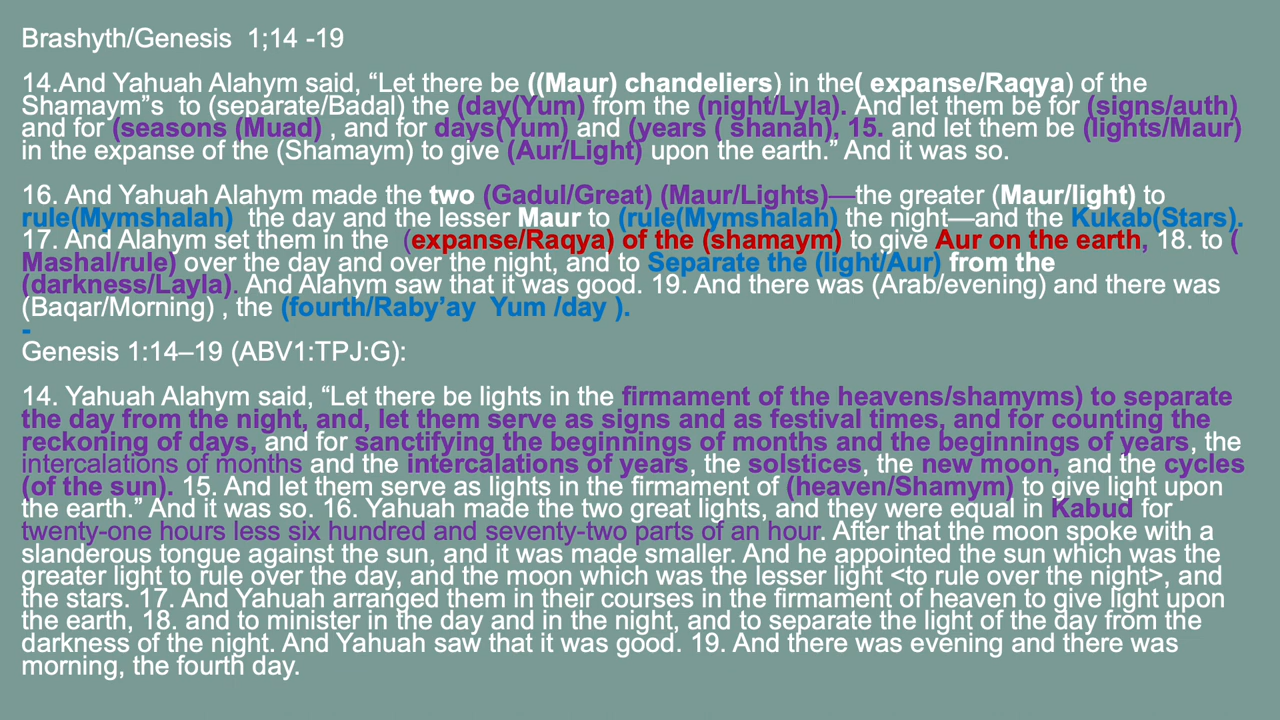 Brashyth/Genesis  1;14 -19
14.And Yahuah Alahym said, “Let there be ((Maur) chandeliers) in the( expanse/Raqya) of the
Shamaym”s  to (separate/Badal) the (day(Yum) from the (night/Lyla). And let them be for (signs/auth)
and for (seasons (Muad) , and for days(Yum) and (years ( shanah), 15. and let them be (lights/Maur)
in the expanse of the (Shamaym) to give (Aur/Light) upon the earth.” And it was so.
16. And Yahuah Alahym made the two (Gadul/Great) (Maur/Lights)—the greater (Maur/light) to
rule(Mymshalah)  the day and the lesser Maur to (rule(Mymshalah) the night—and the Kukab(Stars).
17. And Alahym set them in the  (expanse/Raqya) of the (shamaym) to give Aur on the earth, 18. to (
Mashal/rule) over the day and over the night, and to Separate the (light/Aur) from the
(darkness/Layla). And Alahym saw that it was good. 19. And there was (Arab/evening) and there was
(Baqar/Morning) , the (fourth/Raby’ay  Yum /day ).
-
Genesis 1:14–19 (ABV1:TPJ:G):
14. Yahuah Alahym said, “Let there be lights in the firmament of the heavens/shamyms) to separate
the day from the night, and, let them serve as signs and as festival times, and for counting the
reckoning of days, and for sanctifying the beginnings of months and the beginnings of years, the
intercalations of months and the intercalations of years, the solstices, the new moon, and the cycles
(of the sun). 15. And let them serve as lights in the firmament of (heaven/Shamym) to give light upon
the earth.” And it was so. 16. Yahuah made the two great lights, and they were equal in Kabud for
twenty-one hours less six hundred and seventy-two parts of an hour. After that the moon spoke with a
slanderous tongue against the sun, and it was made smaller. And he appointed the sun which was the
greater light to rule over the day, and the moon which was the lesser light <to rule over the night>, and
the stars. 17. And Yahuah arranged them in their courses in the firmament of heaven to give light upon
the earth, 18. and to minister in the day and in the night, and to separate the light of the day from the
darkness of the night. And Yahuah saw that it was good. 19. And there was evening and there was
morning, the fourth day.